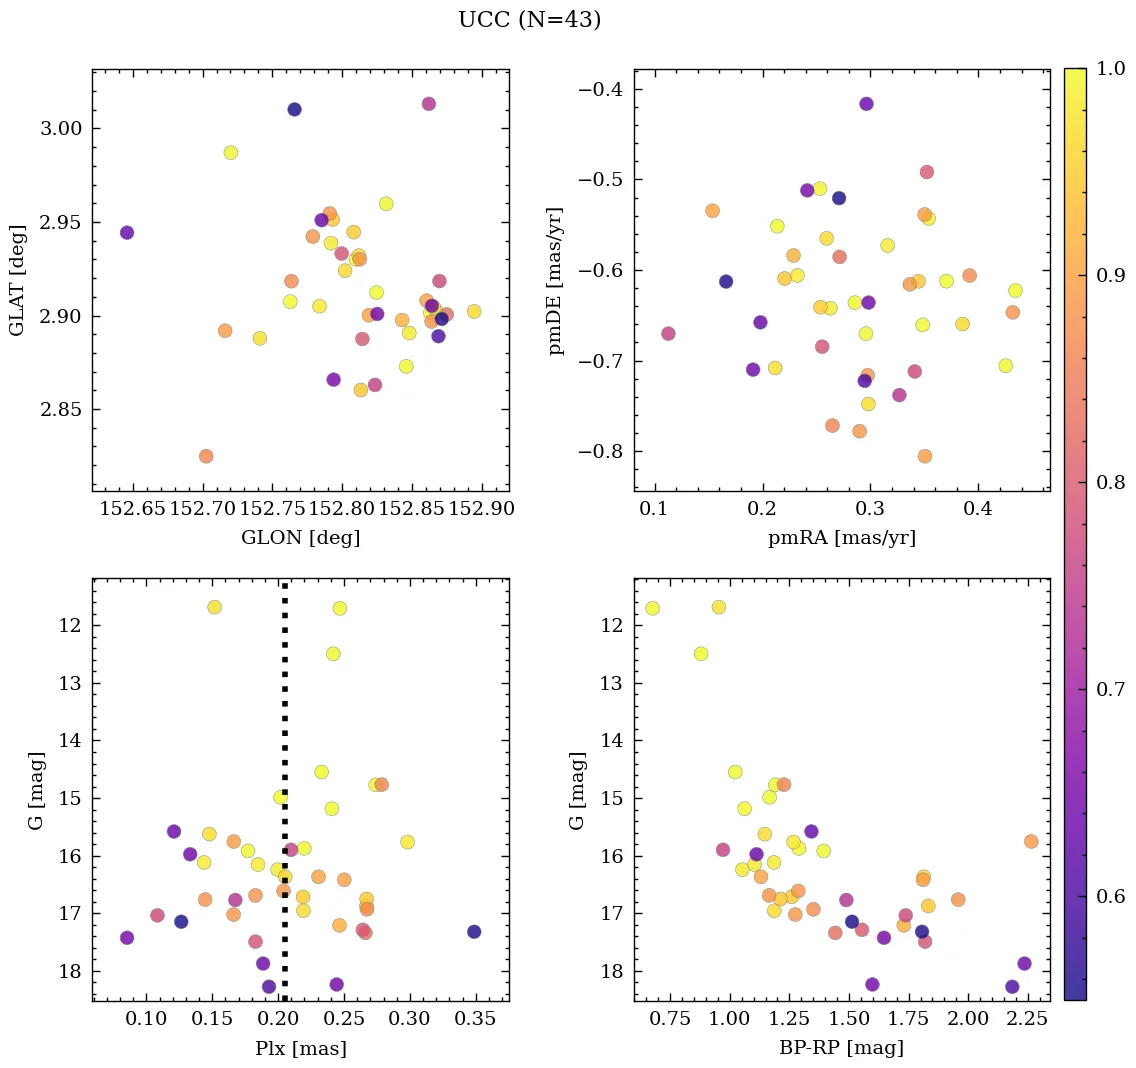 UCC (N=43)
3.00
2.95
2.90
2.85
GLAT [deg]
152.65 152.70 152.75 152.80 152.85 152.90
GLON [deg]
−0.4
−0.5
−0.6
−0.7
−0.8
pmDE [mas/yr]
0.1 0.2 0.3 0.4
pmRA [mas/yr]
1.0
0.9
0.8
0.7
0.6
12
13
14
15
16
17
18
G [mag]
0.10 0.15 0.20 0.25 0.30 0.35
Plx [mas]
12
13
14
15
16
17
18
G [mag]
0.75 1.00 1.25 1.50 1.75 2.00 2.25
BP-RP [mag]